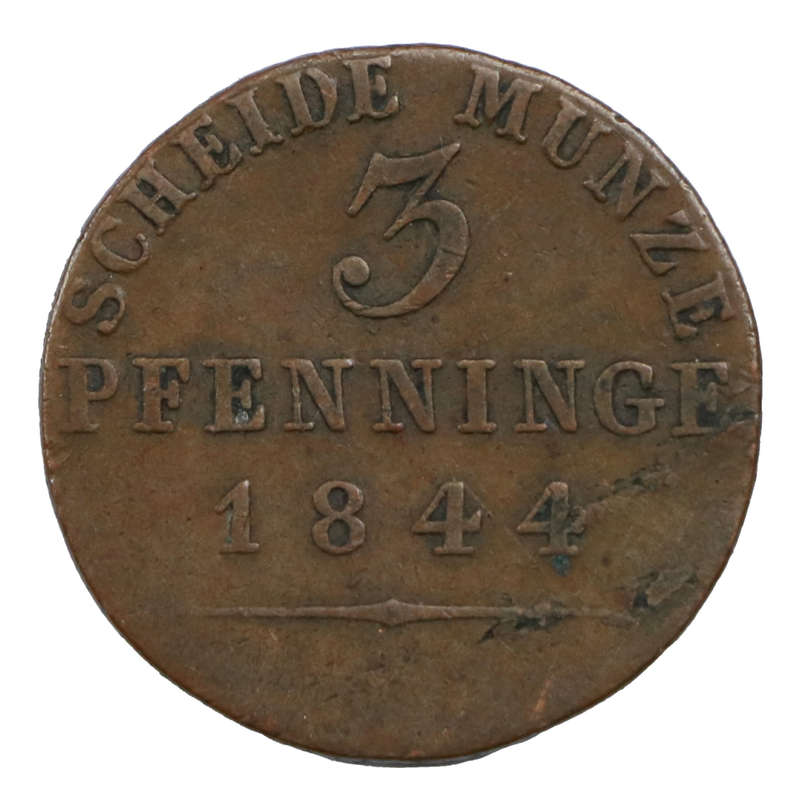 SCHEIDE MUNZE
3
PFENNINGE
1844